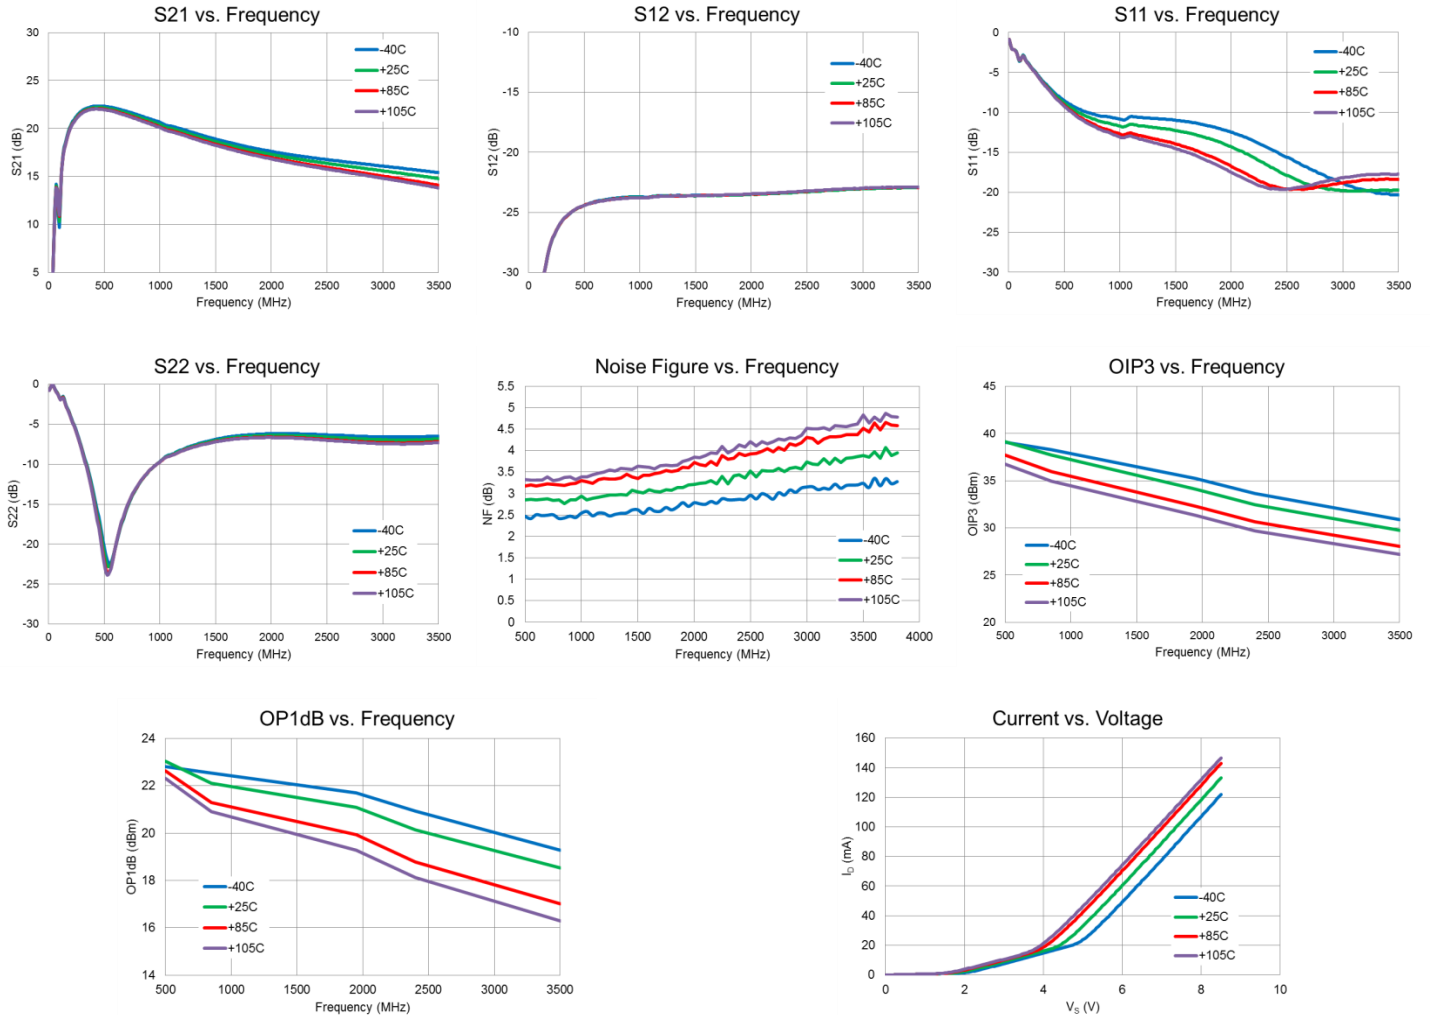 S21 vs. Frequency
S21 (dB)
30
25
20
15
10
5
-40C
+25C
+85C
+105C
0 500 1000 1500 2000 2500 3000 3500
Frequency (MHz)
S12 vs. Frequency
S12 (dB)
-10
-15
-20
-25
-30
-40C
+25C
+85C
+105C
0 500 1000 1500 2000 2500 3000 3500
Frequency (MHz)
S11 vs. Frequency
S11 (dB)
0
-5
-10
-15
-20
-25
-30
-40C
+25C
+85C
+105C
0 500 1000 1500 2000 2500 3000 3500
Frequency (MHz)
S22 vs. Frequency
S22 (dB)
0
-5
-10
-15
-20
-25
-30
-40C
+25C
+85C
+105C
0 500 1000 1500 2000 2500 3000 3500
Frequency (MHz)
Noise Figure vs. Frequency
NF (dB)
5.5
5
4.5
4
3.5
3
2.5
2
1.5
1
0.5
0
-40C
+25C
+85C
+105C
500 1000 1500 2000 2500 3000 3500 4000
Frequency (MHz)
OIP3 vs. Frequency
OIP3 (dBm)
45
40
35
30
25
20
-40C
+25C
+85C
+105C
500 1000 1500 2000 2500 3000 3500
Frequency (MHz)
OP1dB vs. Frequency
OP1dB (dBm)
24
22
20
18
16
14
-40C
+25C
+85C
+105C
500 1000 1500 2000 2500 3000 3500
Frequency (MHz)
Current vs. Voltage
I_D (mA)
160
140
120
100
80
60
40
20
0
-40C
+25C
+85C
+105C
0 2 4 6 8 10
V_S (V)